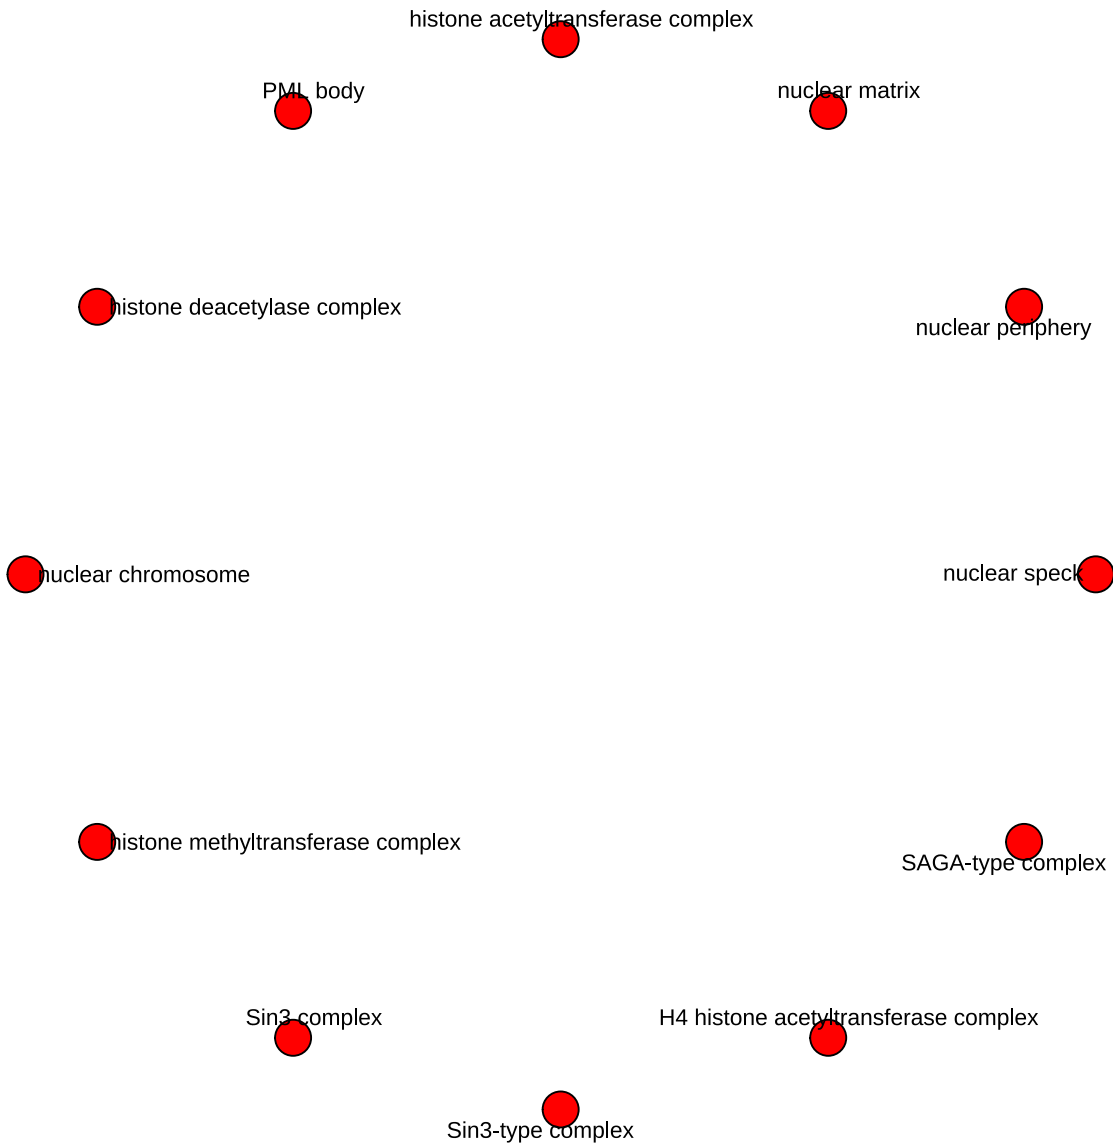 histone acetyltransferase complex
PML body
nuclear matrix
histone deacetylase complex
nuclear periphery
nuclear chromosome
nuclear speck
histone methyltransferase complex
SAGA-type complex
Sin3 complex
H4 histone acetyltransferase complex
Sin3-type complex